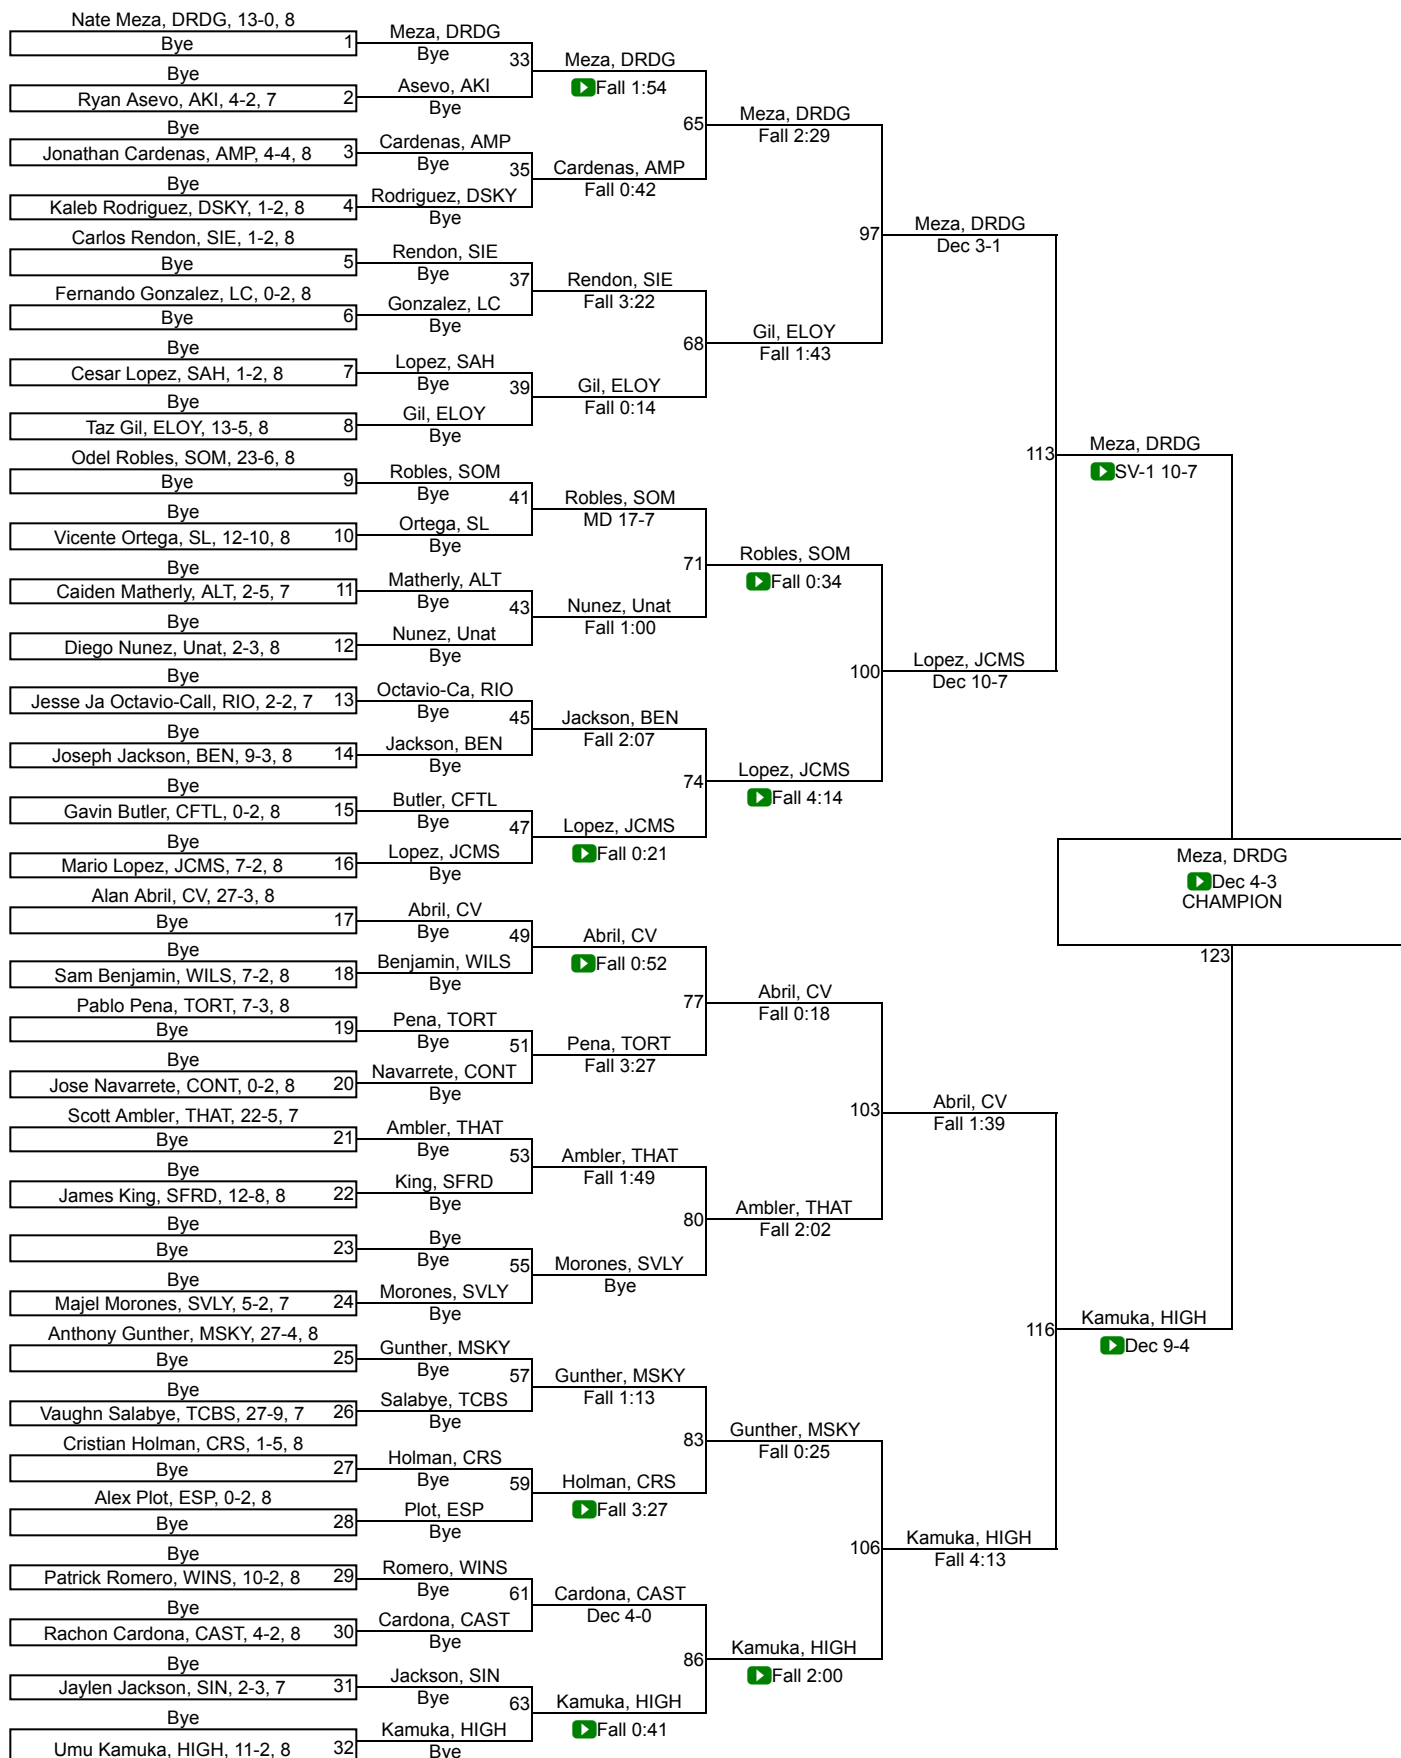 Nate Meza, DRDG, 13-0, 8
Bye
1
Bye
Ryan Asevo, AKI, 4-2, 7
2
Bye
Jonathan Cardenas, AMP, 4-4, 8
3
Bye
Kaleb Rodriguez, DSKY, 1-2, 8
4
Carlos Rendon, SIE, 1-2, 8
Bye
5
Fernando Gonzalez, LC, 0-2, 8
Bye
6
Bye
Cesar Lopez, SAH, 1-2, 8
7
Bye
Taz Gil, ELOY, 13-5, 8
8
Odel Robles, SOM, 23-6, 8
Bye
9
Bye
Vicente Ortega, SL, 12-10, 8
10
Bye
Caiden Matherly, ALT, 2-5, 7
11
Bye
Diego Nunez, Unat, 2-3, 8
12
Bye
Jesse Ja Octavio-Call, RIO, 2-2, 7
13
Bye
Joseph Jackson, BEN, 9-3, 8
14
Bye
Gavin Butler, CFTL, 0-2, 8
15
Bye
Mario Lopez, JCMS, 7-2, 8
16
Alan Abril, CV, 27-3, 8
Bye
17
Bye
Sam Benjamin, WILS, 7-2, 8
18
Pablo Pena, TORT, 7-3, 8
Bye
19
Bye
Jose Navarrete, CONT, 0-2, 8
20
Scott Ambler, THAT, 22-5, 7
Bye
21
Bye
James King, SFRD, 12-8, 8
22
Bye
Bye
23
Bye
Majel Morones, SVLY, 5-2, 7
24
Anthony Gunther, MSKY, 27-4, 8
Bye
25
Bye
Vaughn Salabye, TCBS, 27-9, 7
26
Cristian Holman, CRS, 1-5, 8
Bye
27
Alex Plot, ESP, 0-2, 8
Bye
28
Bye
Patrick Romero, WINS, 10-2, 8
29
Bye
Rachon Cardona, CAST, 4-2, 8
30
Bye
Jaylen Jackson, SIN, 2-3, 7
31
Bye
Umu Kamuka, HIGH, 11-2, 8
32
Meza, DRDG
Bye
33
Asevo, AKI
Bye
Cardenas, AMP
Bye
35
Rodriguez, DSKY
Bye
Rendon, SIE
Bye
37
Gonzalez, LC
Bye
Lopez, SAH
Bye
39
Gil, ELOY
Bye
Robles, SOM
Bye
41
Ortega, SL
Bye
Matherly, ALT
Bye
43
Nunez, Unat
Bye
Octavio-Ca, RIO
Bye
45
Jackson, BEN
Bye
Butler, CFTL
Bye
47
Lopez, JCMS
Bye
Abril, CV
Bye
49
Benjamin, WILS
Bye
Pena, TORT
Bye
51
Navarrete, CONT
Bye
Ambler, THAT
Bye
53
King, SFRD
Bye
Bye
Bye
55
Morones, SVLY
Bye
Gunther, MSKY
Bye
57
Salabye, TCBS
Bye
Holman, CRS
Bye
59
Plot, ESP
Bye
Romero, WINS
Bye
61
Cardona, CAST
Bye
Jackson, SIN
Bye
63
Kamuka, HIGH
Bye
Meza, DRDG
Fall 1:54
65
Cardenas, AMP
Fall 0:42
Rendon, SIE
Fall 3:22
68
Gil, ELOY
Fall 0:14
Robles, SOM
MD 17-7
71
Nunez, Unat
Fall 1:00
Jackson, BEN
Fall 2:07
74
Lopez, JCMS
Fall 0:21
Abril, CV
Fall 0:52
77
Pena, TORT
Fall 3:27
Ambler, THAT
Fall 1:49
80
Morones, SVLY
Bye
Gunther, MSKY
Fall 1:13
83
Holman, CRS
Fall 3:27
Cardona, CAST
Dec 4-0
86
Kamuka, HIGH
Fall 0:41
Meza, DRDG
Fall 2:29
97
Gil, ELOY
Fall 1:43
Robles, SOM
Fall 0:34
100
Lopez, JCMS
Fall 4:14
Abril, CV
Fall 0:18
103
Ambler, THAT
Fall 2:02
Gunther, MSKY
Fall 0:25
106
Kamuka, HIGH
Fall 2:00
Meza, DRDG
Dec 3-1
113
Lopez, JCMS
Dec 10-7
Abril, CV
Fall 1:39
116
Kamuka, HIGH
Fall 4:13
Meza, DRDG
SV-1 10-7
Kamuka, HIGH
Dec 9-4
Meza, DRDG
Dec 4-3
CHAMPION
123